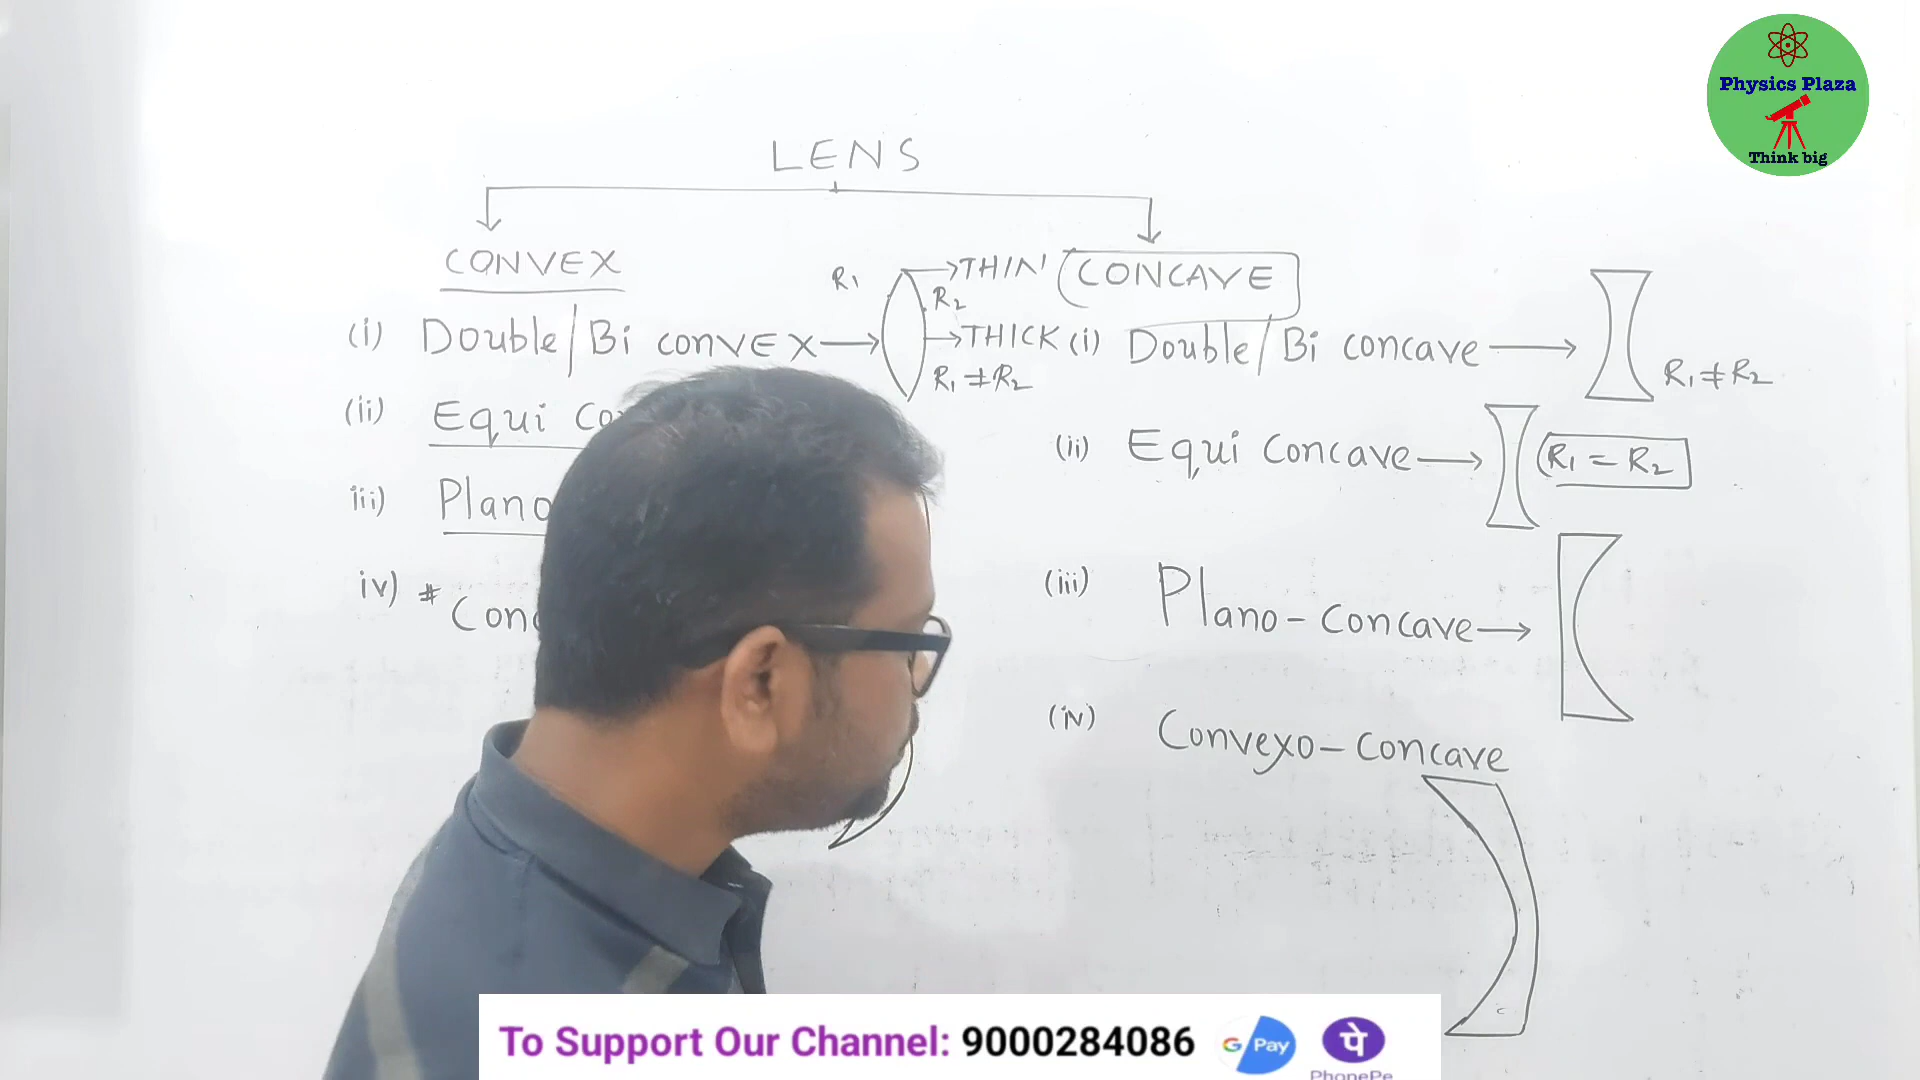 Physics Plaza
Think big
LENS
CONVEX
R1
THIN
R2
THICK
R1 ≠ R2
(i) Double/Bi convEx
(ii) Equi
iii) Plano
iv) *
CONCAVE
(i) Double/Bi concave
R1 ≠ R2
(ii) Equi concave
R1 = R2
(iii) Plano - concave
(iv) Convexo - concave
To Support Our Channel: 9000284086
G Pay
पे
PhonePe